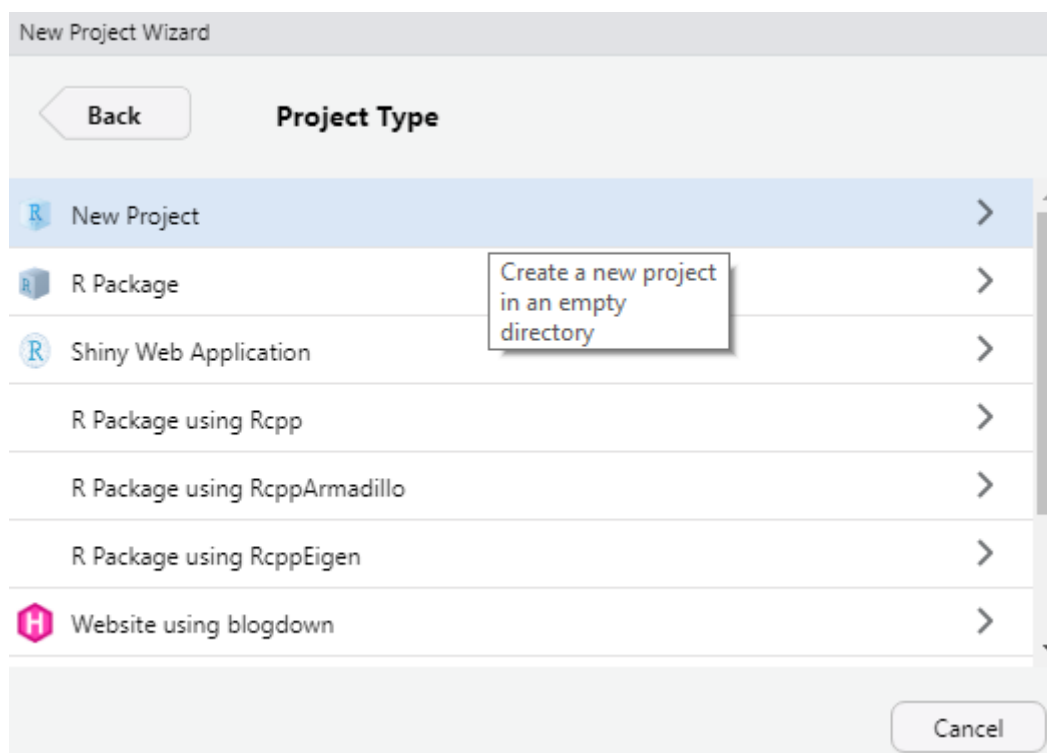 New Project Wizard
Back
Project Type
R New Project
R R Package
Create a new project
in an empty
directory
R Shiny Web Application
R Package using Rcpp
R Package using RcppArmadillo
R Package using RcppEigen
H Website using blogdown
Cancel